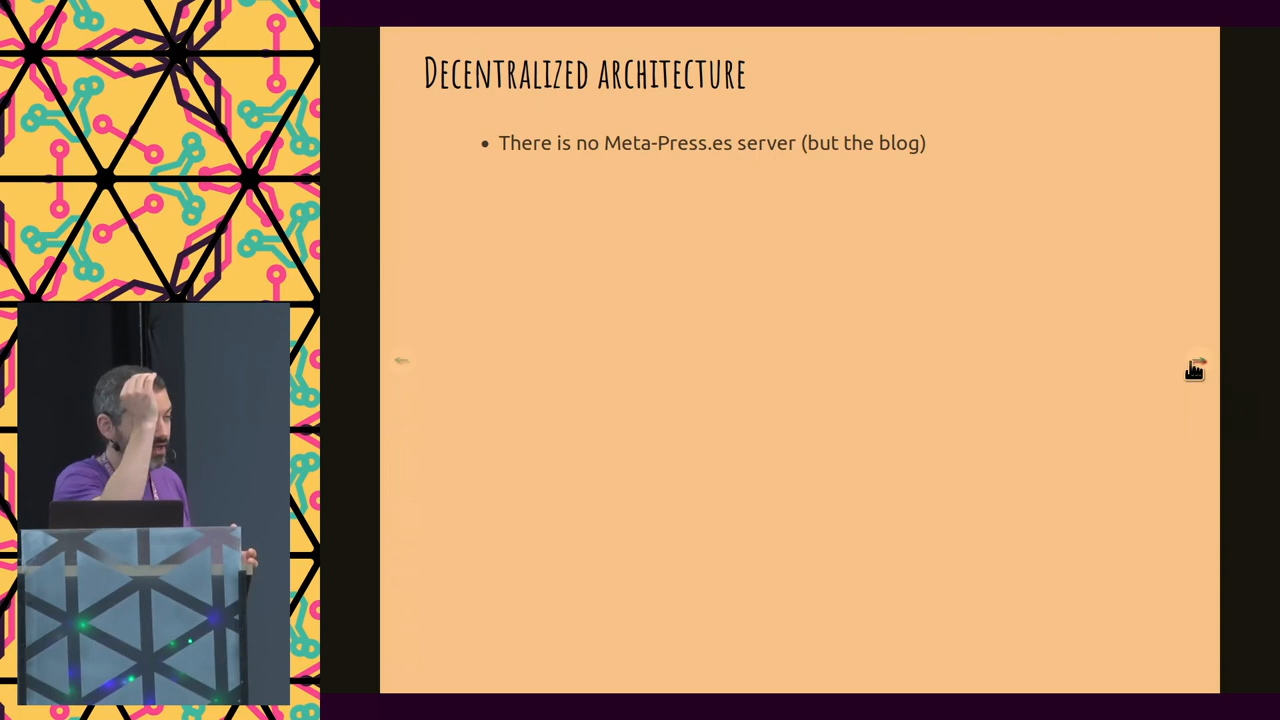 Decentralized architecture
• There is no Meta-Press.es server (but the blog)